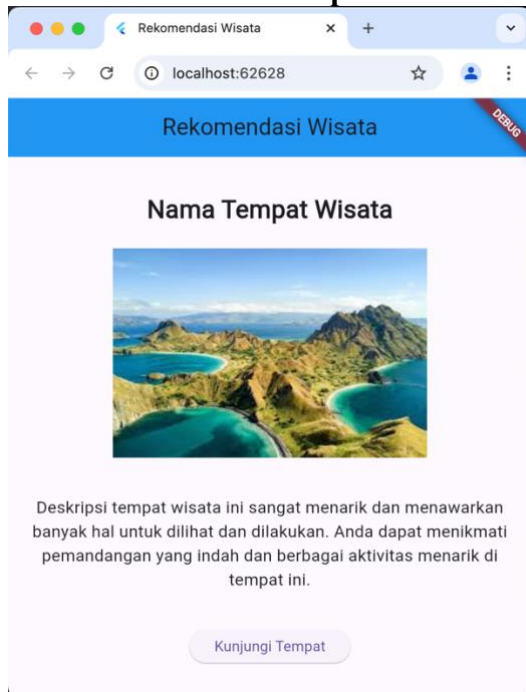 Rekomendasi Wisata
localhost:62628
Rekomendasi Wisata
DEBUG
Nama Tempat Wisata
Deskripsi tempat wisata ini sangat menarik dan menawarkan
banyak hal untuk dilihat dan dilakukan. Anda dapat menikmati
pemandangan yang indah dan berbagai aktivitas menarik di
tempat ini.
Kunjungi Tempat